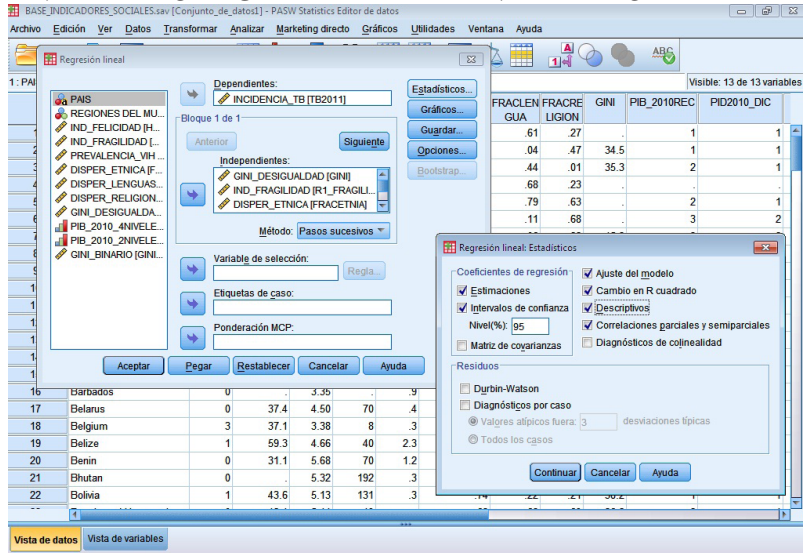 BASE_INDICADORES_SOCIALES.sav [Conjunto_de_datos1] - PASW Statistics Editor de datos
Archivo Edición Ver Datos Transformar Analizar Marketing directo Gráficos Utilidades Ventana Ayuda
Visible: 13 de 13 variables
1 : PAI
Regresión lineal
PAIS
REGIONES DEL MU...
IND_FELICIDAD [H...
IND_FRAGILIDAD [...
PREVALENCIA_VIH ...
DISPER_ETNICA [F...
DISPER_LENGUAS...
DISPER_RELIGION...
GINI_DESIGUALDA...
PIB_2010_4NIVELE...
PIB_2010_2NIVELE...
GINI_BINARIO [GINI...
Dependientes:
INCIDENCIA_TB [TB2011]
Bloque 1 de 1
Anterior Siguiente
Independientes:
GINI_DESIGUALDAD [GINI]
IND_FRAGILIDAD [R1_FRAGILI...
DISPER_ETNICA [FRACETNIA]
Método: Pasos sucesivos
Variable de selección:
Regla...
Etiquetas de caso:
Ponderación MCP:
Estadísticos...
Gráficos...
Guardar...
Opciones...
Bootstrap...
Aceptar Pegar Restablecer Cancelar Ayuda
FRACLENGUA FRACRELIGION GINI PIB_2010REC PID2010_DIC
.61 .27 . 1 1
.04 .47 34.5 1 1
.44 .01 35.3 2 1
.68 .23 . . .
.79 .63 . 2 1
.11 .68 . 3 2
Regresión lineal: Estadísticos
Coeficientes de regresión
Estimaciones
Intervalos de confianza
Nivel(%): 95
Matriz de covarianzas
Ajuste del modelo
Cambio en R cuadrado
Descriptivos
Correlaciones parciales y semiparciales
Diagnósticos de colinealidad
Residuos
Durbin-Watson
Diagnósticos por caso
Valores atípicos fuera: 3 desviaciones típicas
Todos los casos
Continuar Cancelar Ayuda
16 Barbados 0 . 3.35 . .9
17 Belarus 0 37.4 4.50 70 .4
18 Belgium 3 37.1 3.38 8 .3
19 Belize 1 59.3 4.66 40 2.3
20 Benin 0 31.1 5.68 70 1.2
21 Bhutan 0 . 5.32 192 .3
22 Bolivia 1 43.6 5.13 131 .3
Vista de datos Vista de variables